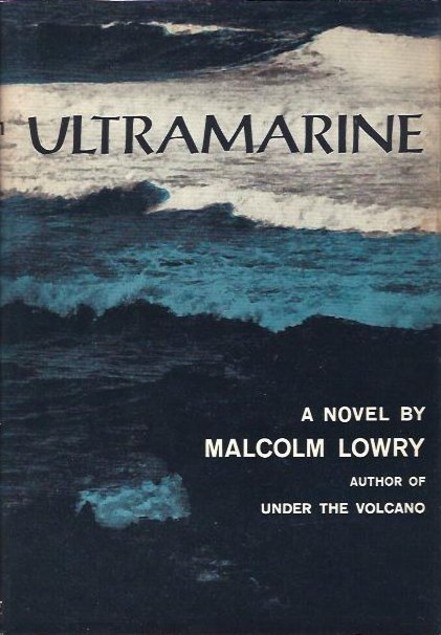 ULTRAMARINE
A NOVEL BY
MALCOLM LOWRY
AUTHOR OF
UNDER THE VOLCANO